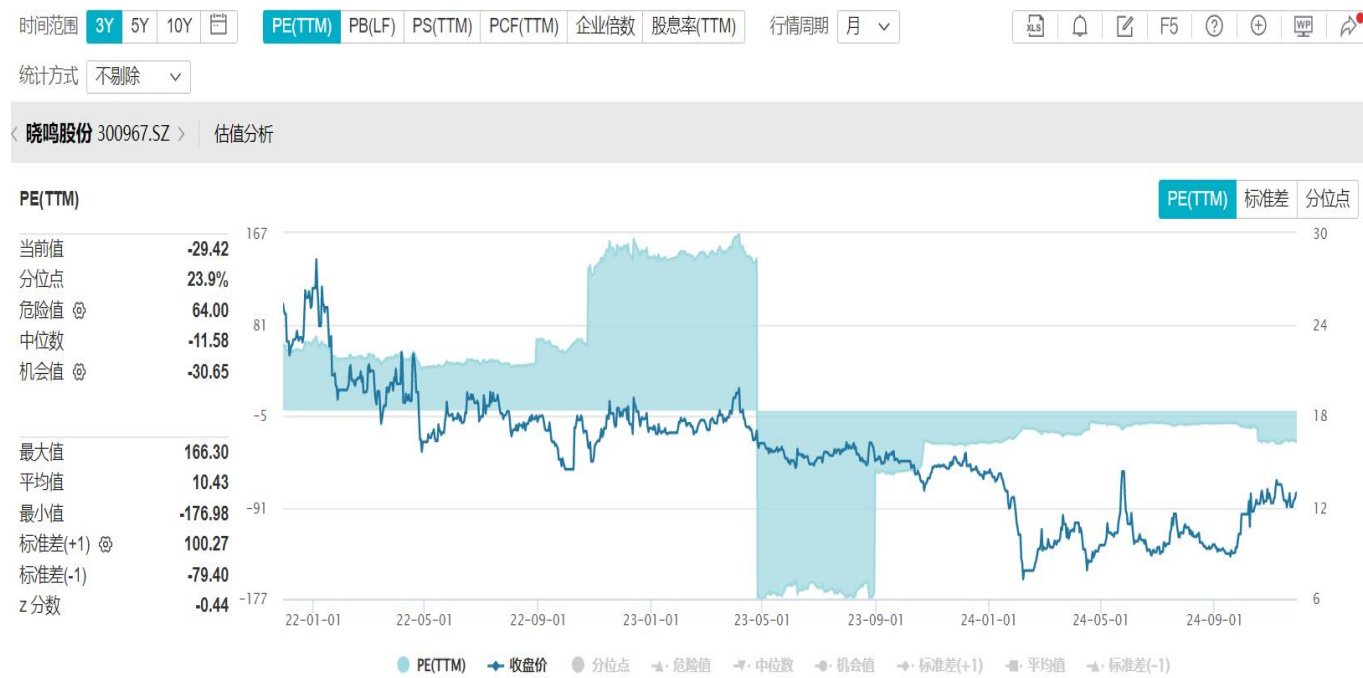 时间范围 3Y 5Y 10Y PE(TTM) PB(LF) PS(TTM) PCF(TTM) 企业倍数 股息率(TTM) 行情周期 月 XLS F5 WP
统计方式 不剔除
晓鸣股份 300967.SZ 估值分析
PE(TTM) PE(TTM) 标准差 分位点
当前值 -29.42
分位点 23.9%
危险值 64.00
中位数 -11.58
机会值 -30.65
最大值 166.30
平均值 10.43
最小值 -176.98
标准差(+1) 100.27
标准差(-1) -79.40
z 分数 -0.44
167 30
81 24
-5 18
-91 12
-177 6
22-01-01 22-05-01 22-09-01 23-01-01 23-05-01 23-09-01 24-01-01 24-05-01 24-09-01
PE(TTM) 收盘价 分位点 危险值 中位数 机会值 标准差(+1) 平均值 标准差(-1)